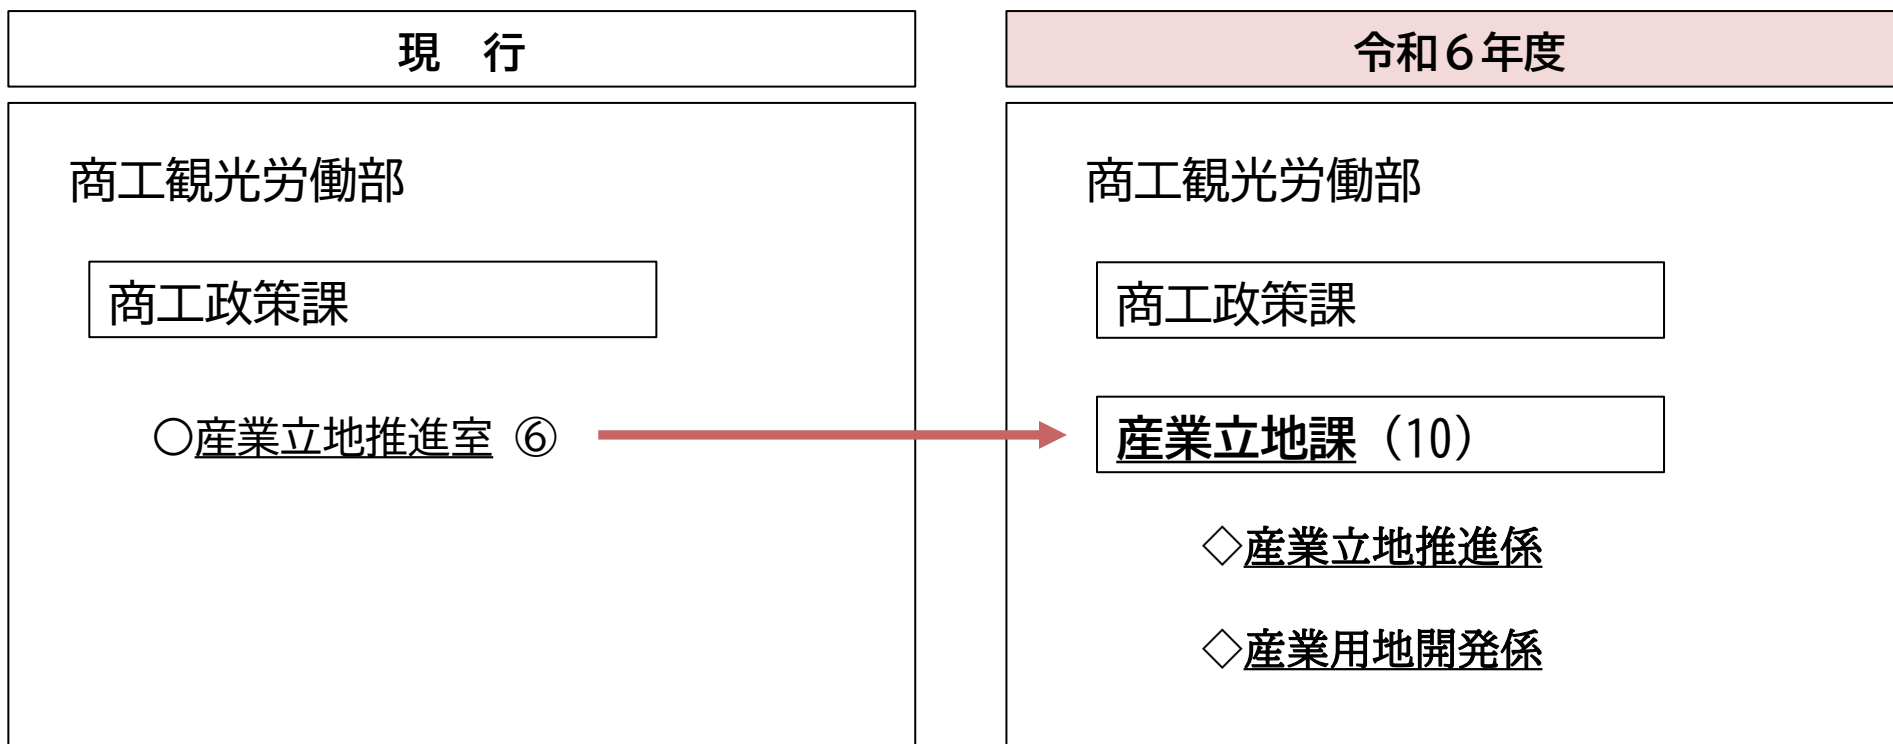 現　行
商工観光労働部
商工政策課
〇産業立地推進室 ⑥
令和６年度
商工観光労働部
商工政策課
産業立地課（10）
◇産業立地推進係
◇産業用地開発係